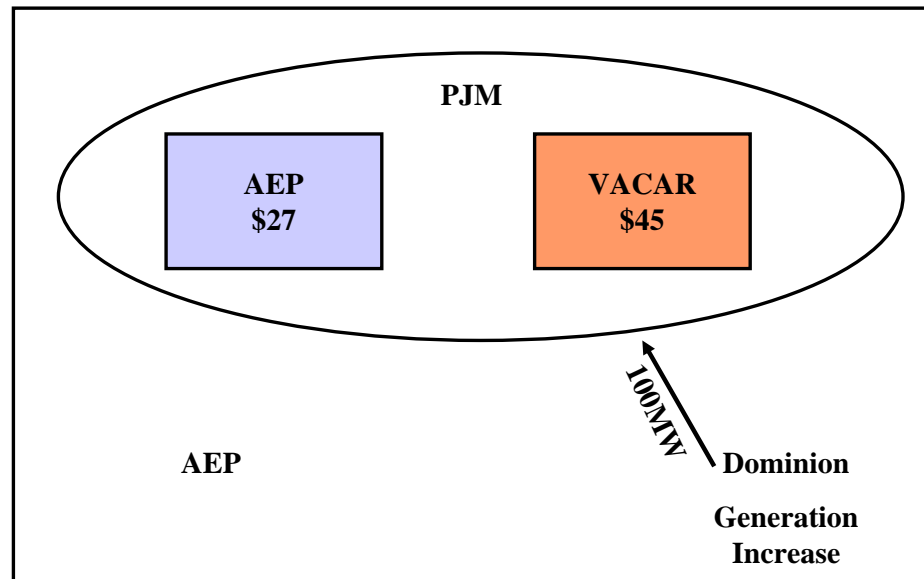 PJM
AEP
$27
VACAR
$45
100MW
AEP
Dominion
Generation
Increase